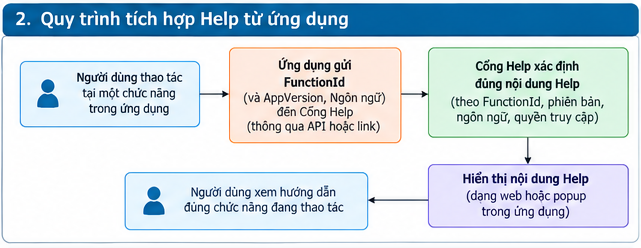 2. Quy trình tích hợp Help từ ứng dụng
Người dùng thao tác
tại một chức năng
trong ứng dụng
Ứng dụng gửi
FunctionId
(và AppVersion, Ngôn ngữ)
đến Cổng Help
(thông qua API hoặc link)
Cổng Help xác định
đúng nội dung Help
(theo FunctionId, phiên bản,
ngôn ngữ, quyền truy cập)
Hiển thị nội dung Help
(dạng web hoặc popup
trong ứng dụng)
Người dùng xem hướng dẫn
đúng chức năng đang thao tác